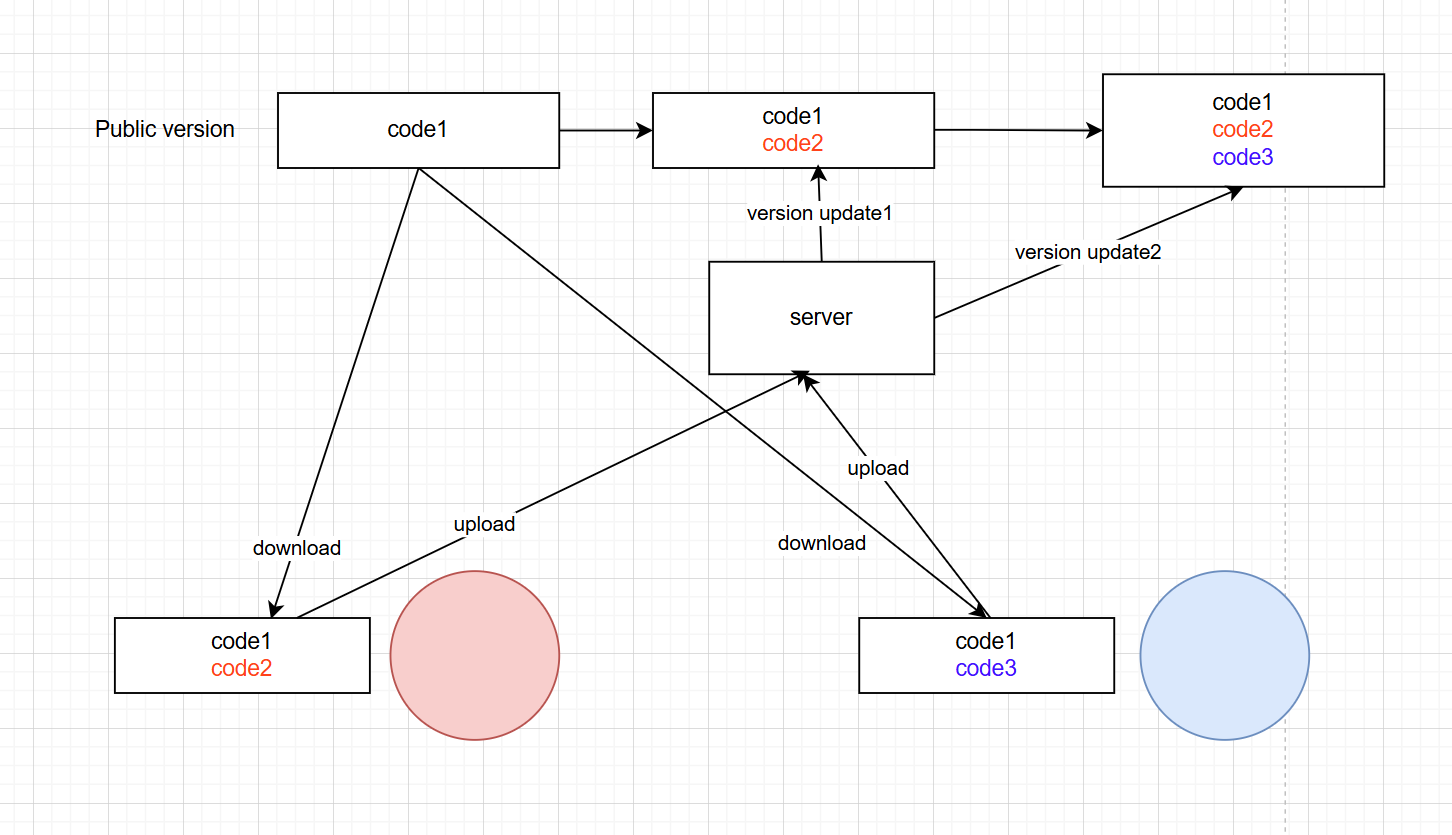 Public version
code1
code1
code2
code1
code2
code3
version update1
version update2
server
upload
upload
download
download
code1
code2
code1
code3